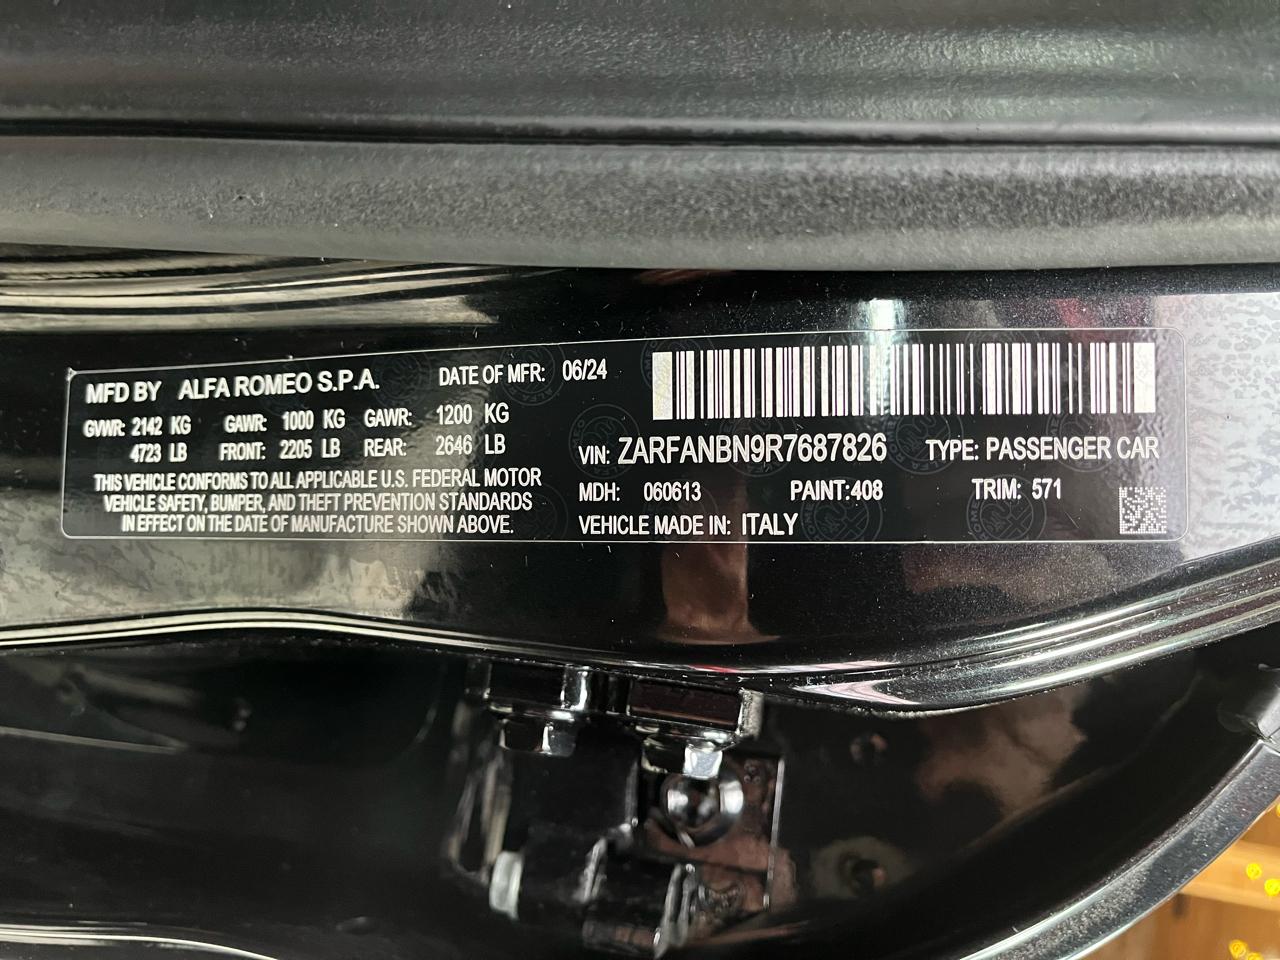 MFD BY ALFA ROMEO S.P.A. DATE OF MFR: 06/24
GVWR: 2142 KG GAWR: 1000 KG GAWR: 1200 KG
4723 LB FRONT: 2205 LB REAR: 2646 LB
THIS VEHICLE CONFORMS TO ALL APPLICABLE U.S. FEDERAL MOTOR
VEHICLE SAFETY, BUMPER, AND THEFT PREVENTION STANDARDS
IN EFFECT ON THE DATE OF MANUFACTURE SHOWN ABOVE.
VIN: ZARFANBN9R7687826 TYPE: PASSENGER CAR
MDH: 060613 PAINT:408 TRIM: 571
VEHICLE MADE IN: ITALY